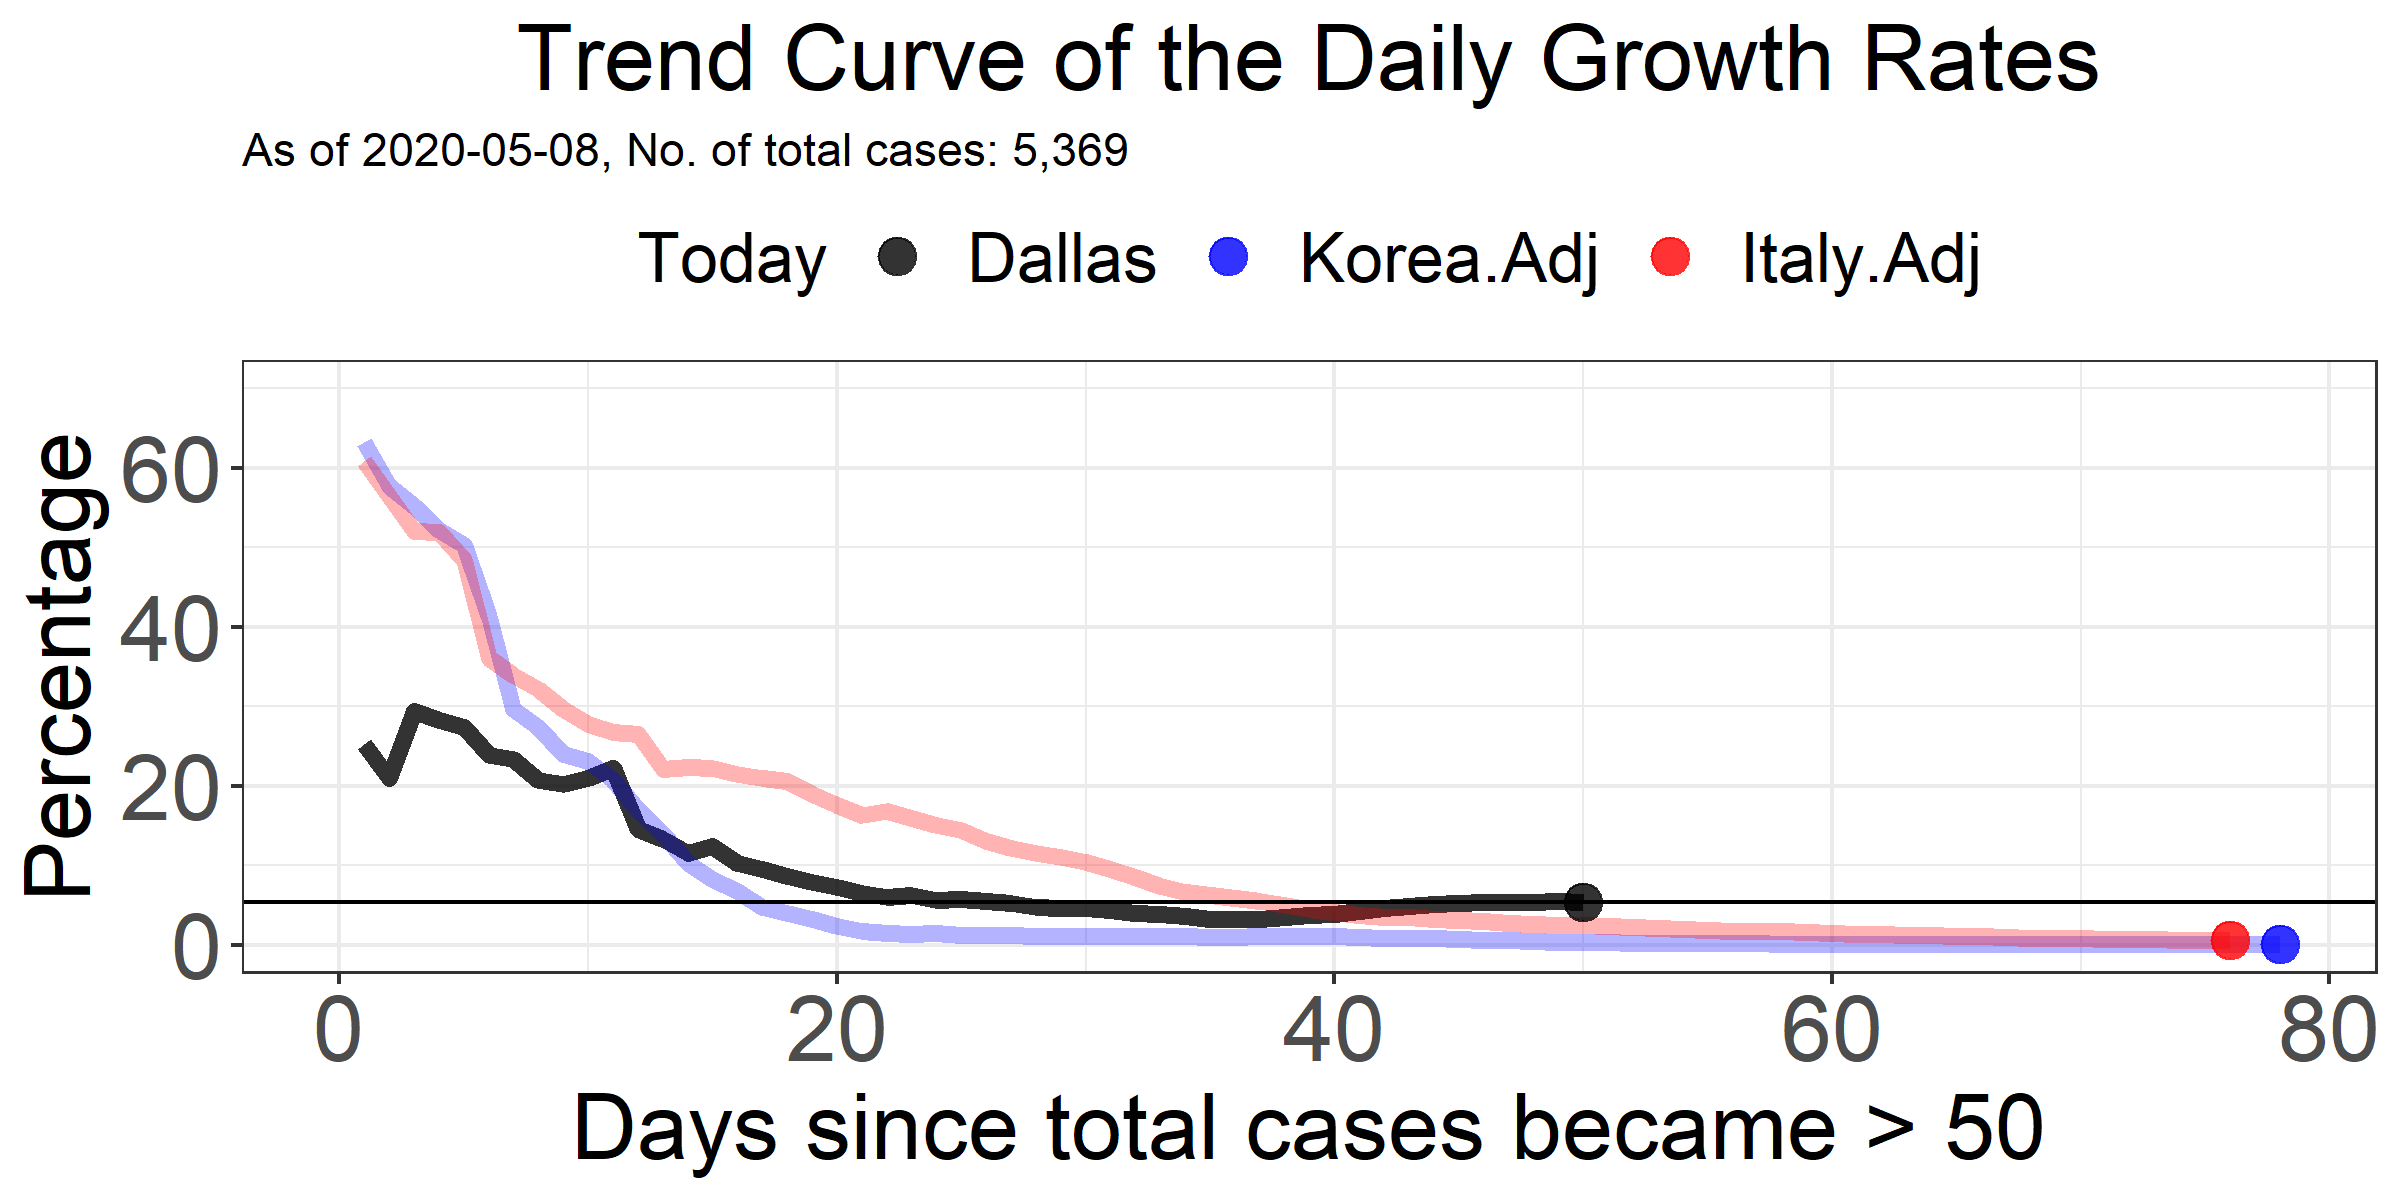 Trend Curve of the Daily Growth Rates
As of 2020-05-08, No. of total cases: 5,369
Today Dallas Korea.Adj Italy.Adj
Percentage
60
40
20
0
0 20 40 60 80
Days since total cases became > 50